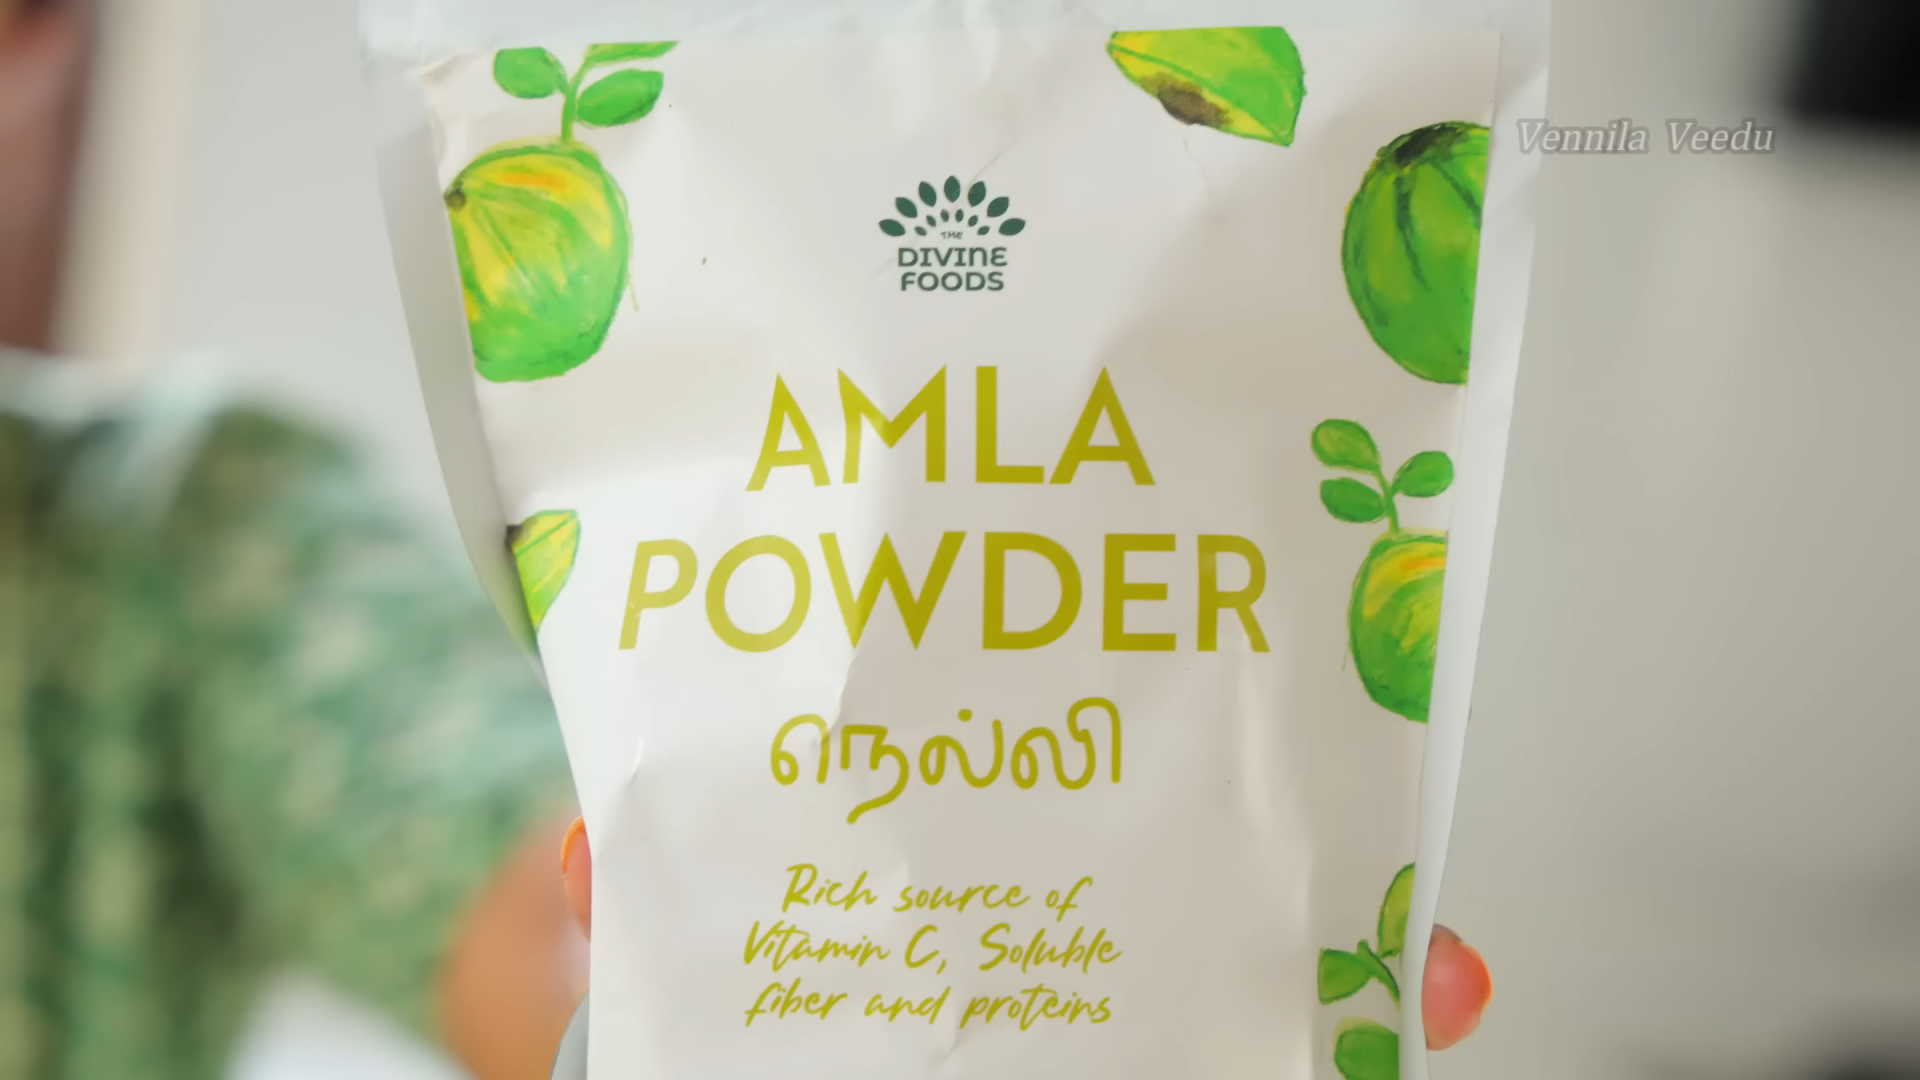 Vennila Veedu
THE
DIVINE
FOODS
AMLA
POWDER
நெல்லி
Rich source of
Vitamin C, Soluble
fiber and proteins